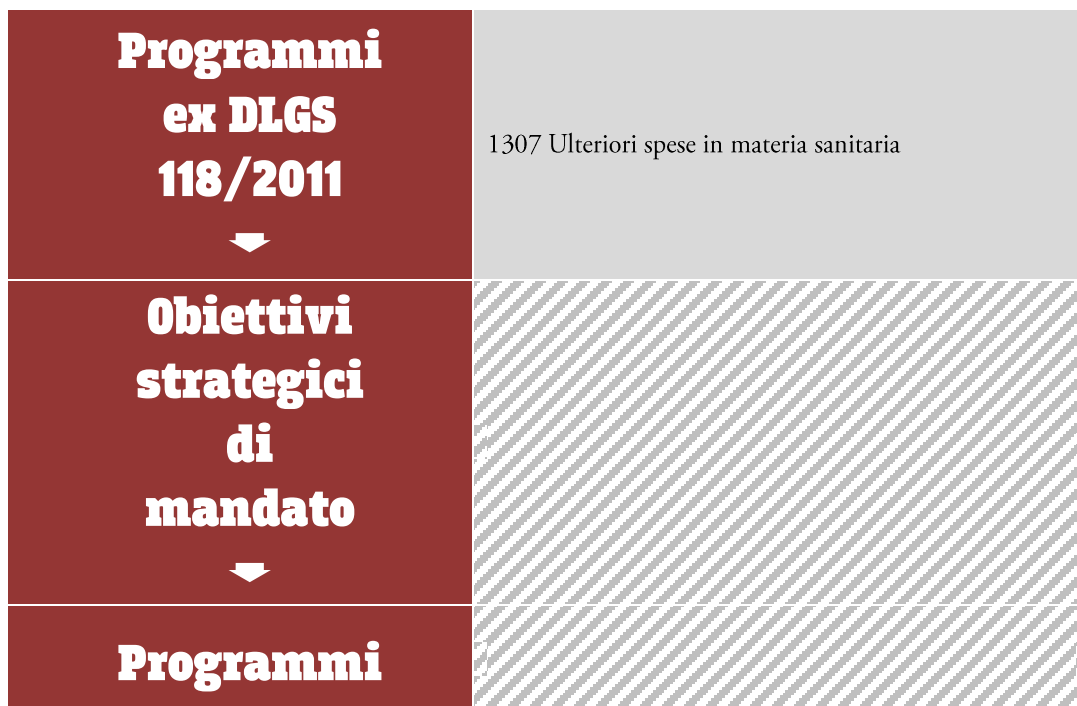 Programmi
ex DLGS
118/2011
1307 Ulteriori spese in materia sanitaria
Obiettivi
strategici
di
mandato
Programmi